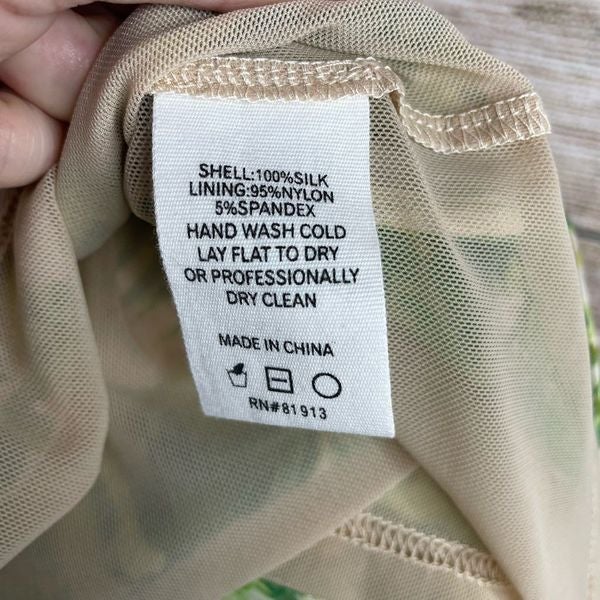 SHELL:100%SILK
LINING:95%NYLON
5%SPANDEX
HAND WASH COLD
LAY FLAT TO DRY
OR PROFESSIONALLY
DRY CLEAN
MADE IN CHINA
RN#81913